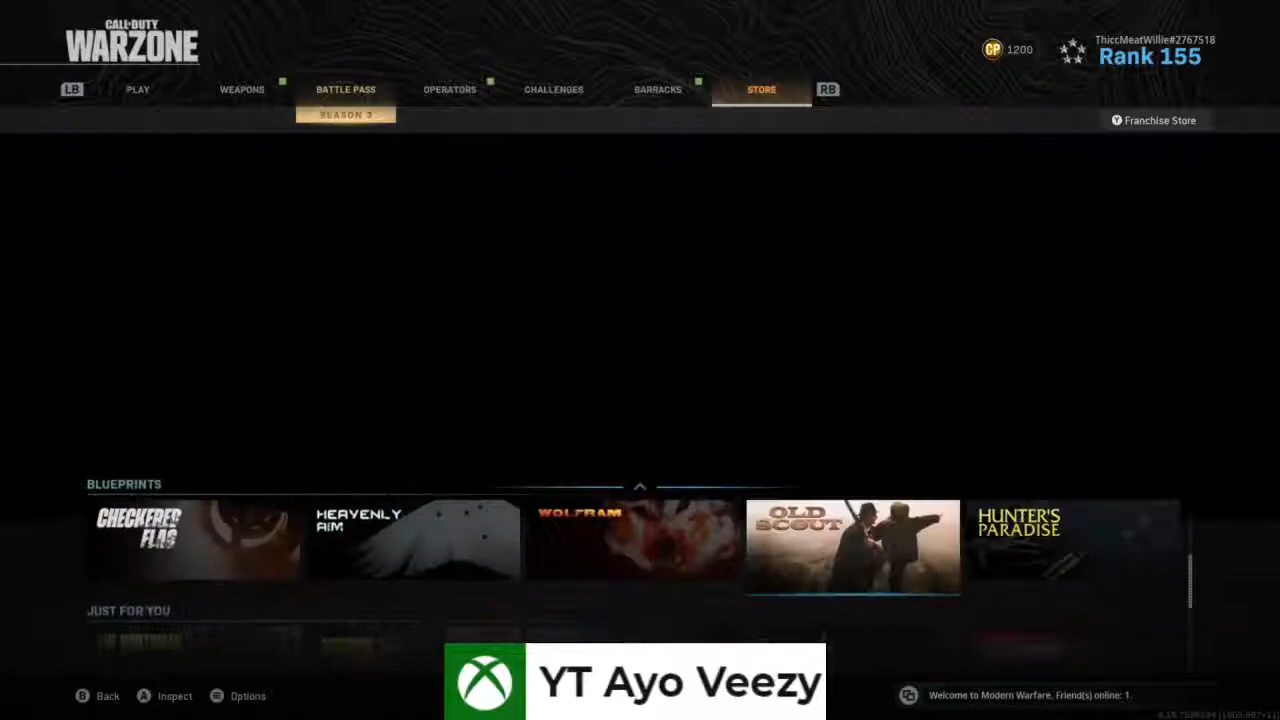 CALL OF DUTY
WARZONE
CP 1200
ThiccMeatWillie#2767518
Rank 155
LB PLAY WEAPONS BATTLE PASS OPERATORS CHALLENGES BARRACKS STORE RB
SEASON 3
Y Franchise Store
BLUEPRINTS
CHECKERED
FLAG
HEAVENLY
AIM
WOLFRAM
OLD
SCOUT
HUNTER'S
PARADISE
JUST FOR YOU
YT Ayo Veezy
B Back A Inspect Options
Welcome to Modern Warfare, Friend(s) online: 1.